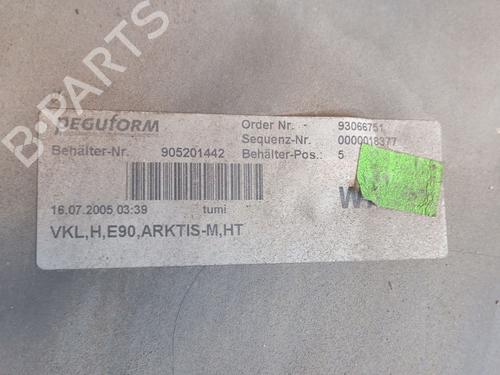 B-PARTS
PEGUFORM
Order Nr. - 93066751
Sequenz-Nr. 0000018377
Behälter-Nr. 905201442 Behälter-Pos.: 5
16.07.2005 03:39 tumi
VKL,H,E90,ARKTIS-M,HT